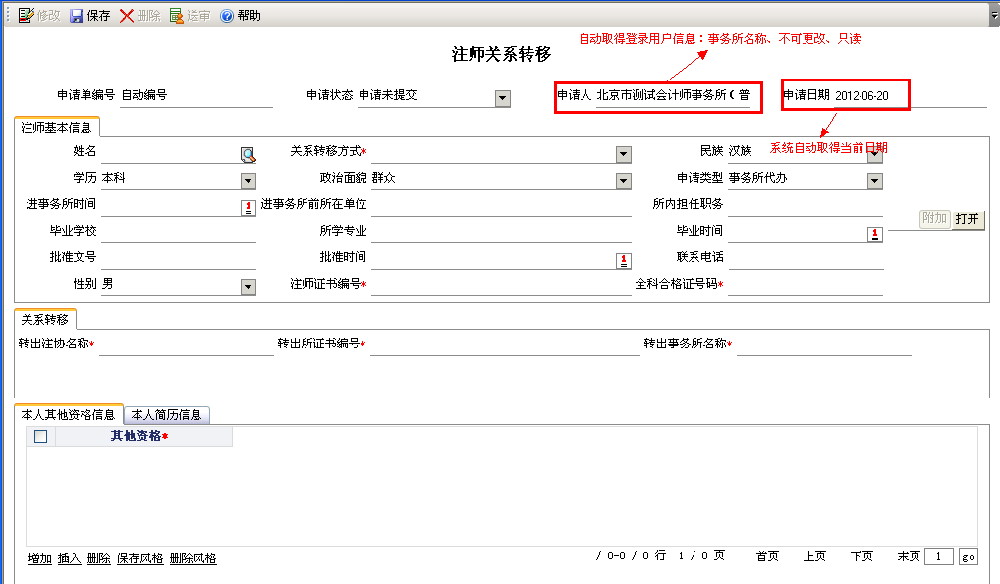 修改 保存 删除 送审 帮助
自动取得登录用户信息：事务所名称、不可更改、只读
注师关系转移
申请单编号 自动编号 申请状态 申请未提交 申请人 北京市测试会计师事务所（普 申请日期 2012-06-20
注师基本信息
系统自动取得当前日期
姓名 关系转移方式* 民族 汉族
学历 本科 政治面貌 群众 申请类型 事务所代办
进事务所时间 进事务所前所在单位 所内担任职务
附加 打开
毕业学校 所学专业 毕业时间
批准文号 批准时间 联系电话
性别 男 注师证书编号* 全科合格证号码*
关系转移
转出注协名称* 转出所证书编号* 转出事务所名称*
本人其他资格信息 本人简历信息
其他资格*
增加 插入 删除 保存风格 删除风格 / 0-0 / 0 行 1 / 0 页 首页 上页 下页 末页 1 go